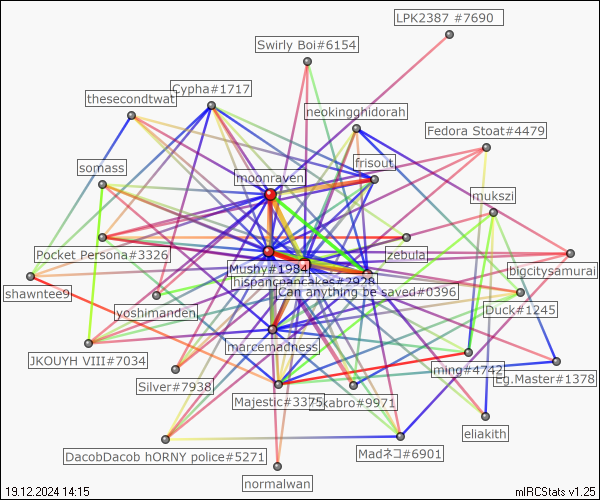 LPK2387 #7690
Swirly Boi#6154
Cypha#1717
thesecondtwat
neokingghidorah
Fedora Stoat#4479
frisout
somass
moonraven
mukszi
Pocket Persona#3326
zebula
Mushy#1984
bigcitysamurai
hispanicpancakes#3928
shawntee9
Can anything be saved#0396
yoshimanden
Duck#1245
marcemadness
JKOUYH VIII#7034
ming#4742
Eg.Master#1378
Silver#7938
Majestic#3375
kabro#9971
eliakith
DacobDacob hORNY police#5271
Madネコ#6901
normalwan
19.12.2024 14:15
mIRCStats v1.25